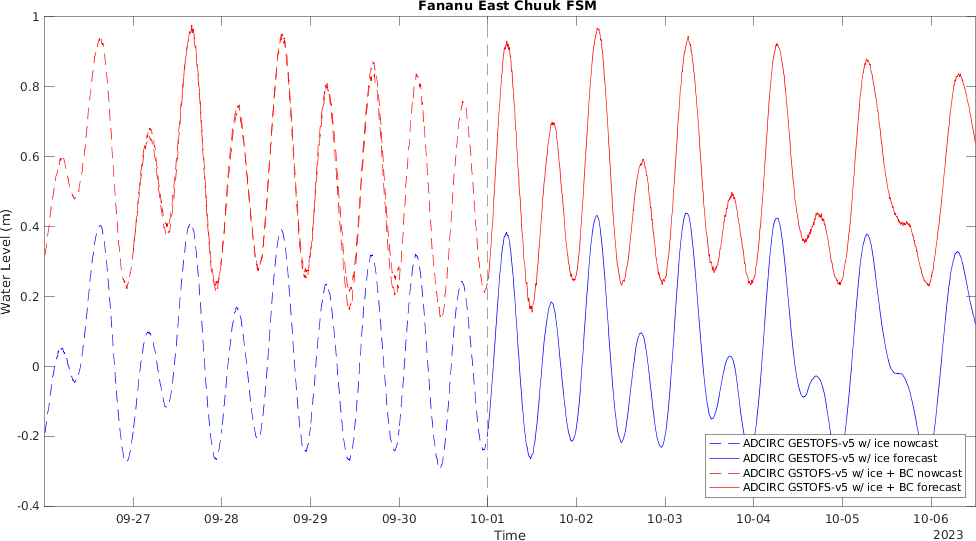 Fananu East Chuuk FSM
1
0.8
0.6
0.4
0.2
0
-0.2
-0.4
Water Level (m)
09-27 09-28 09-29 09-30 10-01 10-02 10-03 10-04 10-05 10-06
Time
2023
ADCIRC GESTOFS-v5 w/ ice nowcast
ADCIRC GESTOFS-v5 w/ ice forecast
ADCIRC GSTOFS-v5 w/ ice + BC nowcast
ADCIRC GSTOFS-v5 w/ ice + BC forecast